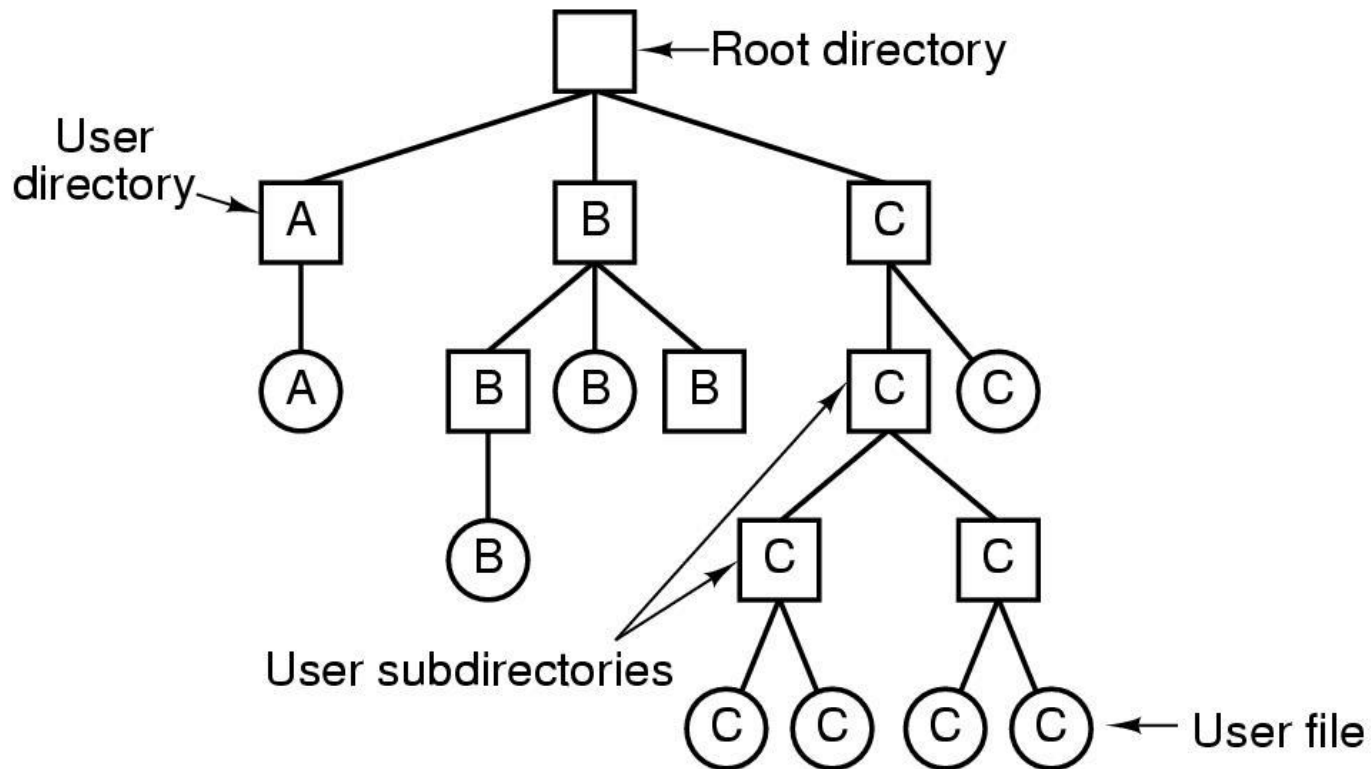 Root directory
User
directory
A
B
C
A
B
B
B
C
C
B
C
C
User subdirectories
C
C
C
C
User file